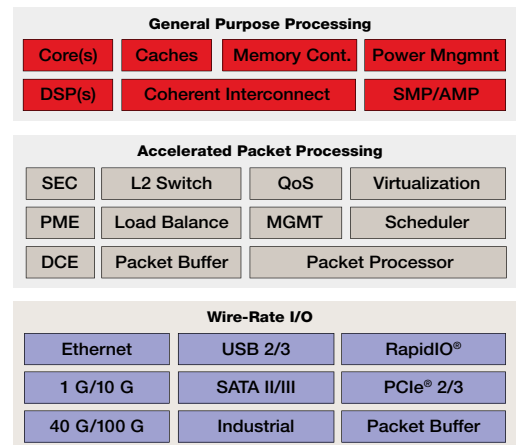 General Purpose Processing
Core(s) Caches Memory Cont. Power Mngmnt
DSP(s) Coherent Interconnect SMP/AMP
Accelerated Packet Processing
SEC L2 Switch QoS Virtualization
PME Load Balance MGMT Scheduler
DCE Packet Buffer Packet Processor
Wire-Rate I/O
Ethernet USB 2/3 RapidIO®
1 G/10 G SATA II/III PCIe® 2/3
40 G/100 G Industrial Packet Buffer